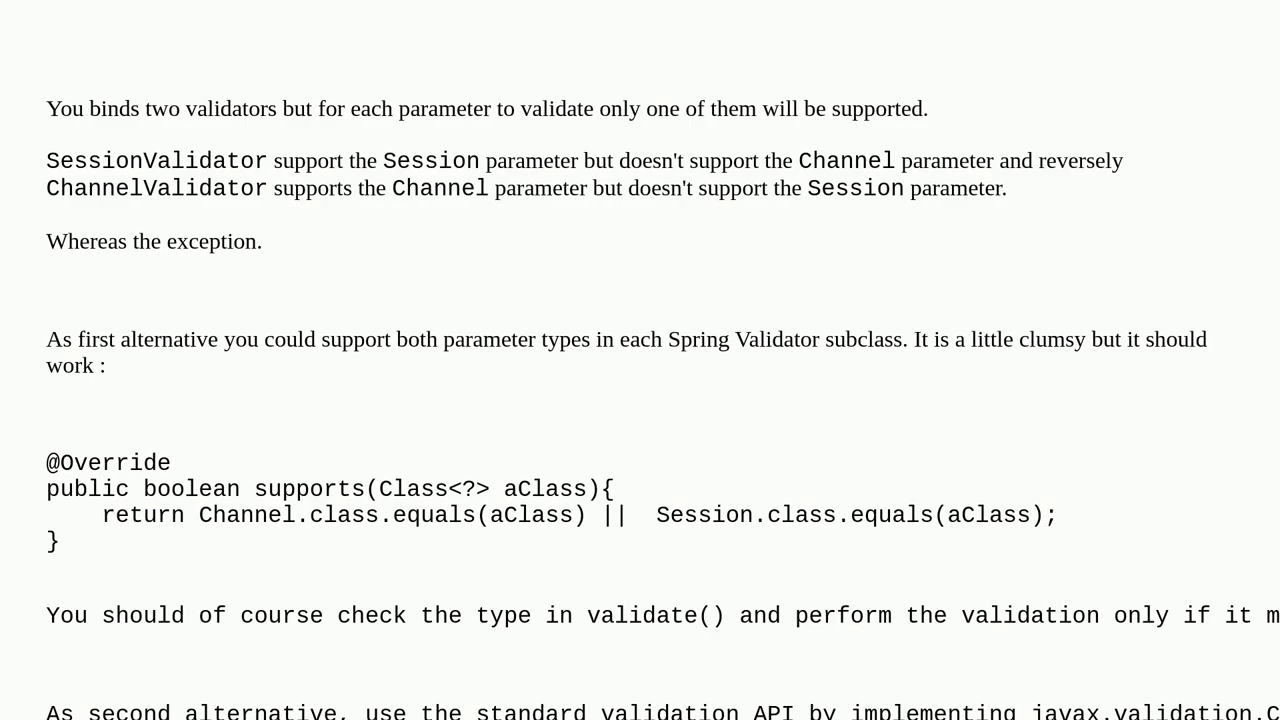 You binds two validators but for each parameter to validate only one of them will be supported.
SessionValidator support the Session parameter but doesn't support the Channel parameter and reversely
ChannelValidator supports the Channel parameter but doesn't support the Session parameter.
Whereas the exception.
As first alternative you could support both parameter types in each Spring Validator subclass. It is a little clumsy but it should
work :
@Override
public boolean supports(Class<?> aClass){
    return Channel.class.equals(aClass) ||  Session.class.equals(aClass);
}
You should of course check the type in validate() and perform the validation only if it
As second alternative, use the standard validation API by implementing javax.validation.